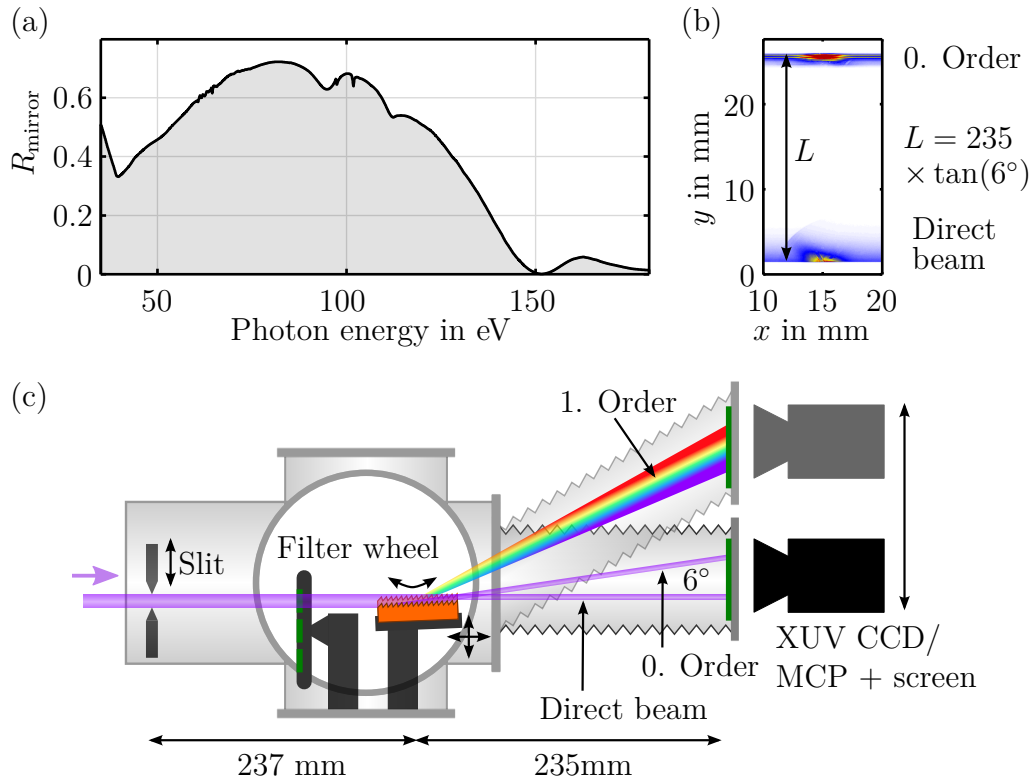 (a)
R_mirror
0.6
0.4
0.2
0
50
100
150
Photon energy in eV
(b)
0. Order
L
L = 235
× tan(6°)
Direct
beam
y in mm
20
10
0
10
15
20
x in mm
(c)
1. Order
Slit
Filter wheel
6°
0. Order
Direct beam
XUV CCD/
MCP + screen
237 mm
235mm